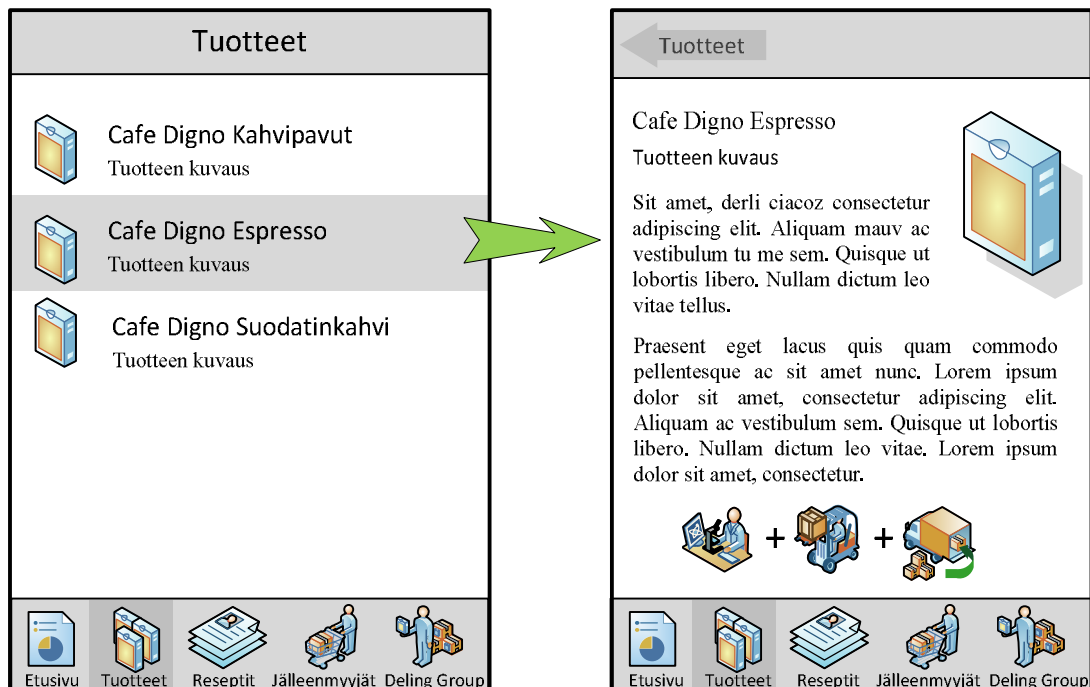 Tuotteet
Cafe Digno Kahvipavut
Tuotteen kuvaus
Cafe Digno Espresso
Tuotteen kuvaus
Cafe Digno Suodatinkahvi
Tuotteen kuvaus
Etusivu Tuotteet Reseptit Jälleenmyyjät Deling Group
Tuotteet
Cafe Digno Espresso
Tuotteen kuvaus
Sit amet, derli ciacoz consectetur
adipiscing elit. Aliquam mauv ac
vestibulum tu me sem. Quisque ut
lobortis libero. Nullam dictum leo
vitae tellus.
Praesent eget lacus quis quam commodo
pellentesque ac sit amet nunc. Lorem ipsum
dolor sit amet, consectetur adipiscing elit.
Aliquam ac vestibulum sem. Quisque ut lobortis
libero. Nullam dictum leo vitae. Lorem ipsum
dolor sit amet, consectetur.
+ +
Etusivu Tuotteet Reseptit Jälleenmyyjät Deling Group